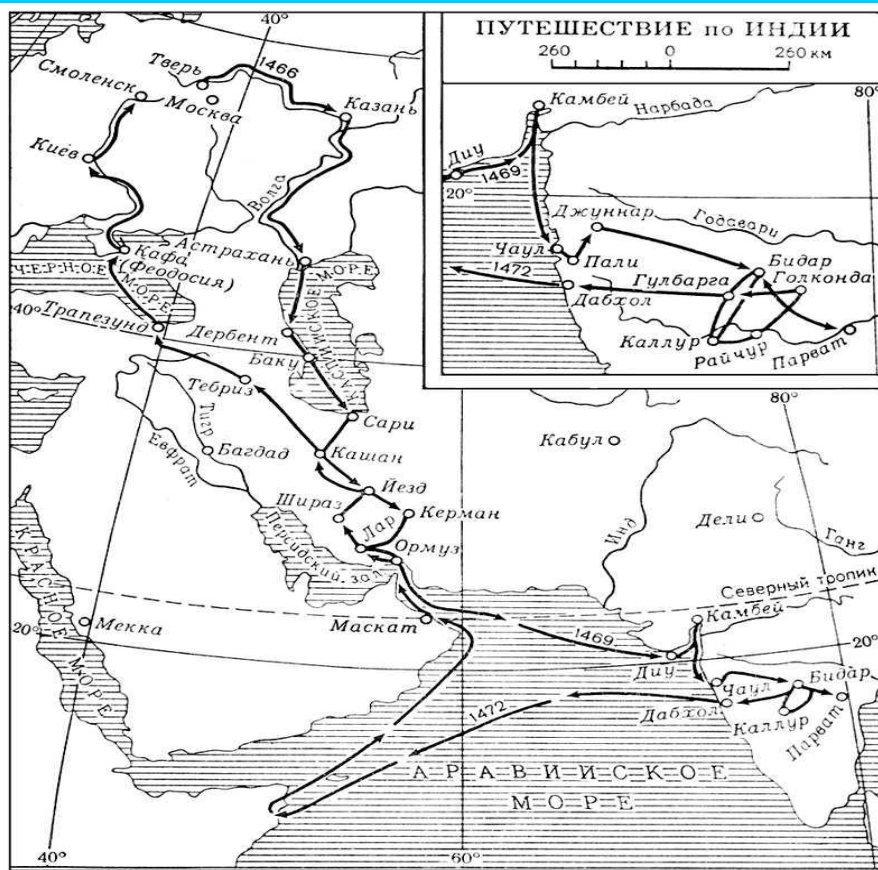 40°
Смоленск
Тверь
1466
Москва
Казань
Киев
Волга
Астрахань
Кафа
(Феодосия)
ЧЕРНОЕ
МОРЕ
КАСПИЙСКОЕ
МОРЕ
40°
Трапезунд
Дербент
Баку
Тебриз
Сари
Тигр
Евфрат
Багдад
Кашан
Йезд
Шираз
Керман
Лар
Ормуз
Персидский зал.
Маскат
КРАСНОЕ
МОРЕ
20°
Мекка
Кабул
80°
Инд
Дели
Ганг
Северный тропик
Камбей
1469
20°
Диу
Чаул
Бидар
Дабхол
Каллур
Парват
1472
АРАВИЙСКОЕ
МОРЕ
40°
60°
ПУТЕШЕСТВИЕ ПО ИНДИИ
260 0 260 км
Камбей
Нарбада
80°
Диу
1469
20°
Джуннар
Годавари
Чаул
Пали
Бидар
1472
Гулбарга
Голконда
Дабхол
Каллур
Райчур
Парват